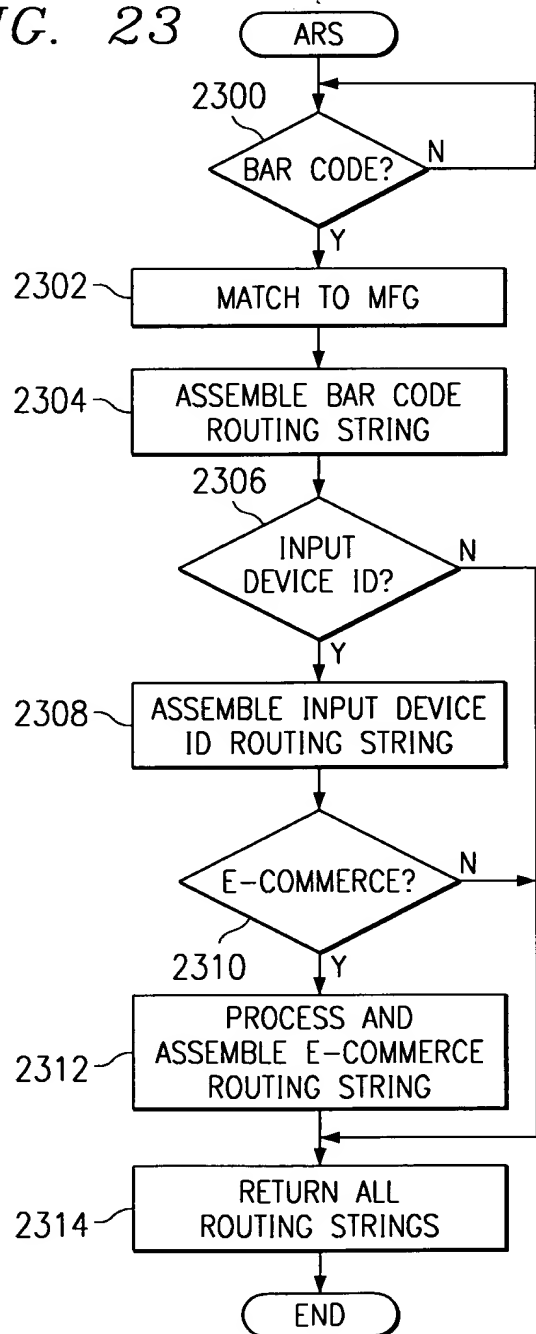 IG. 23
ARS
2300
BAR CODE?
N
Y
2302
MATCH TO MFG
2304
ASSEMBLE BAR CODE
ROUTING STRING
2306
INPUT
DEVICE ID?
N
Y
2308
ASSEMBLE INPUT DEVICE
ID ROUTING STRING
E-COMMERCE?
N
2310
Y
PROCESS AND
ASSEMBLE E-COMMERCE
ROUTING STRING
2312
RETURN ALL
ROUTING STRINGS
2314
END